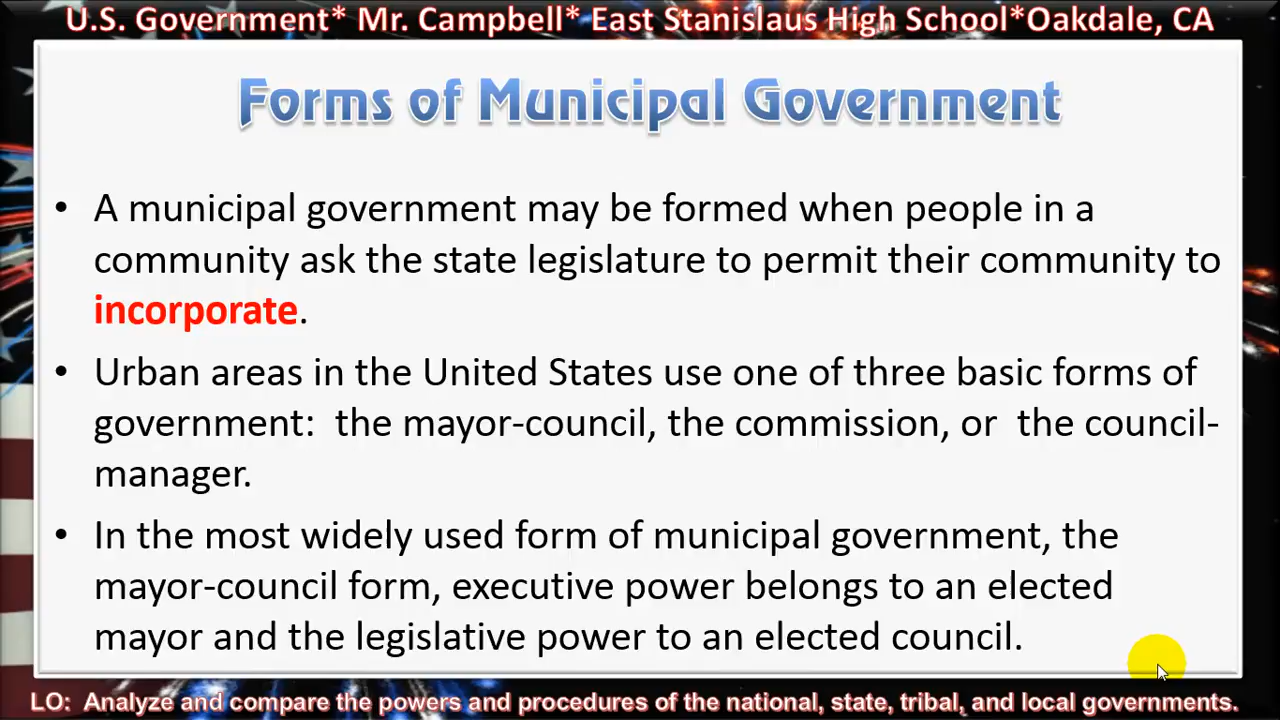 U.S. Government* Mr. Campbell* East Stanislaus High School*Oakdale, CA
Forms of Municipal Government
• A municipal government may be formed when people in a
community ask the state legislature to permit their community to
incorporate.
• Urban areas in the United States use one of three basic forms of
government:  the mayor-council, the commission, or  the council-
manager.
• In the most widely used form of municipal government, the
mayor-council form, executive power belongs to an elected
mayor and the legislative power to an elected council.
LO:  Analyze and compare the powers and procedures of the national, state, tribal, and local governments.